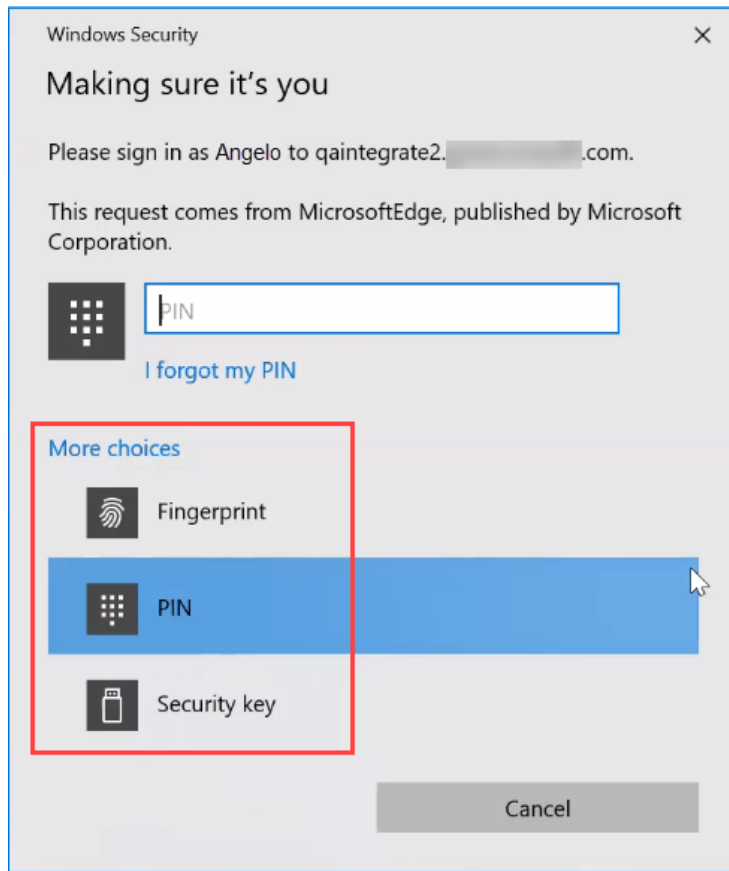 Windows Security
Making sure it's you
Please sign in as Angelo to qaintegrate2. .com.
This request comes from MicrosoftEdge, published by Microsoft
Corporation.
PIN
I forgot my PIN
More choices
Fingerprint
PIN
Security key
Cancel